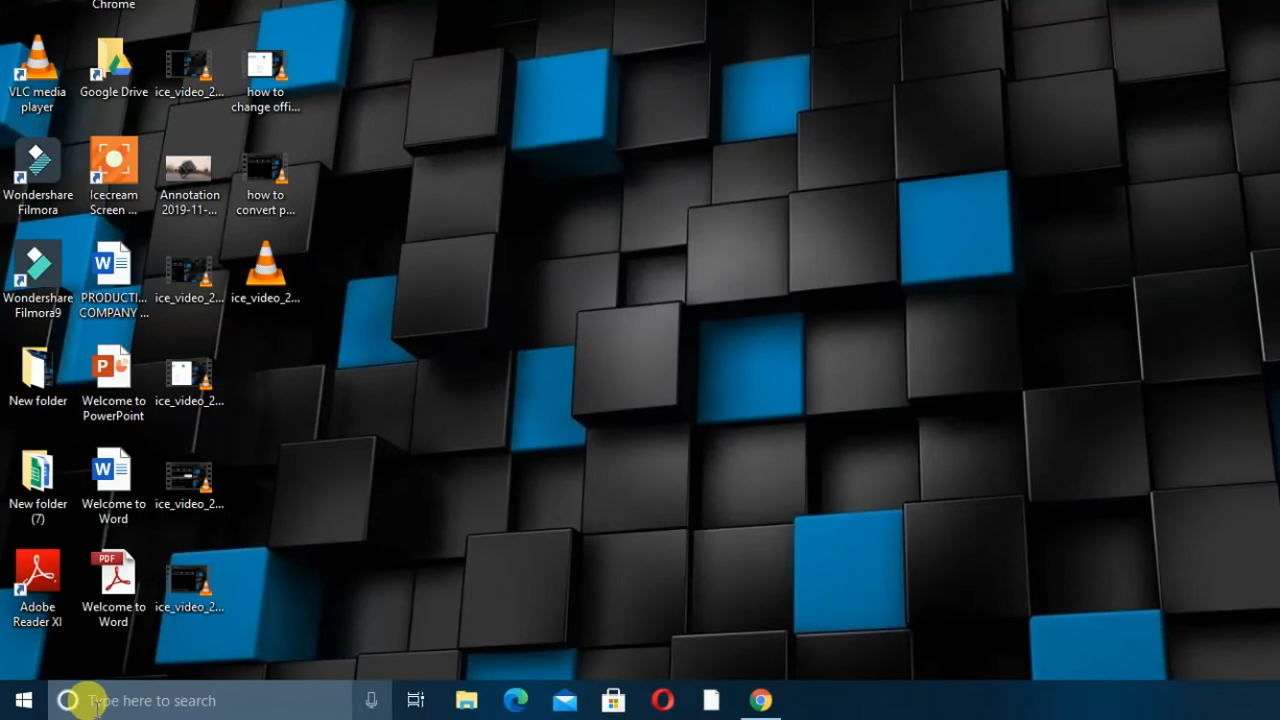 Chrome
VLC media
player
Google Drive
ice_video_2...
how to
change offi...
Wondershare
Filmora
Icecream
Screen ...
Annotation
2019-11-...
how to
convert p...
Wondershare
Filmora9
PRODUCTI...
COMPANY ...
ice_video_2...
ice_video_2...
New folder
Welcome to
PowerPoint
ice_video_2...
New folder
(7)
Welcome to
Word
ice_video_2...
Adobe
Reader XI
PDF
Welcome to
Word
ice_video_2...
Type here to search